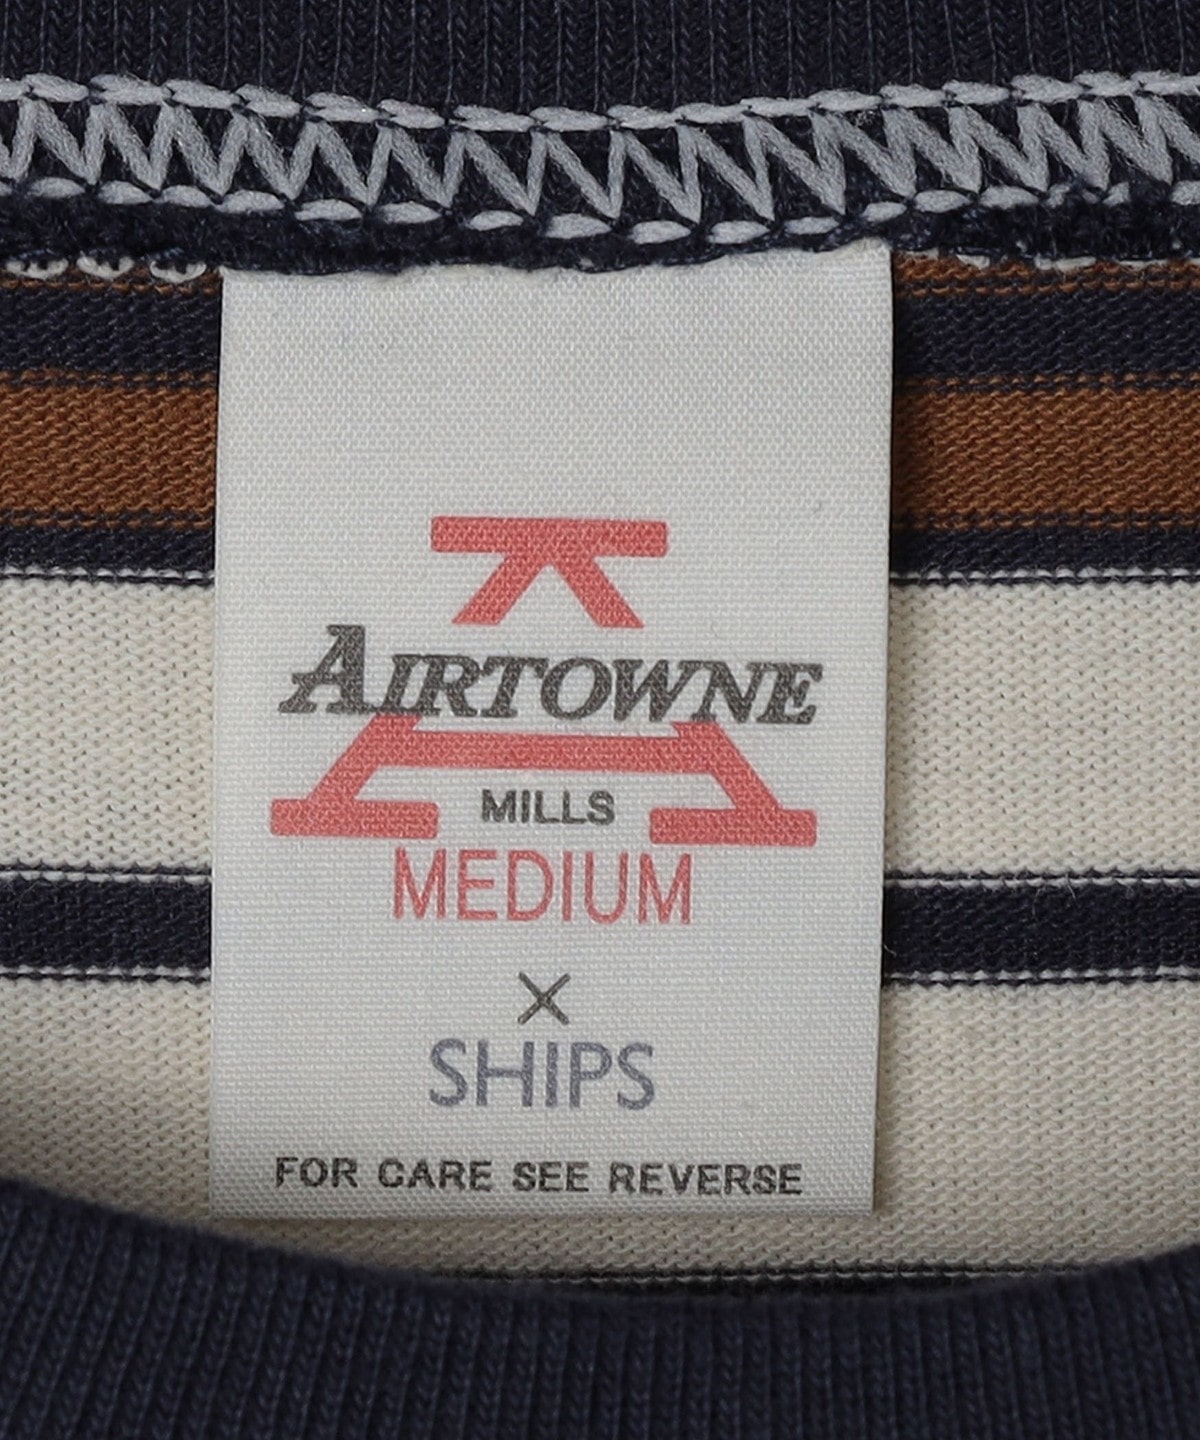 AIRTOWNE
MILLS
MEDIUM
×
SHIPS
FOR CARE SEE REVERSE